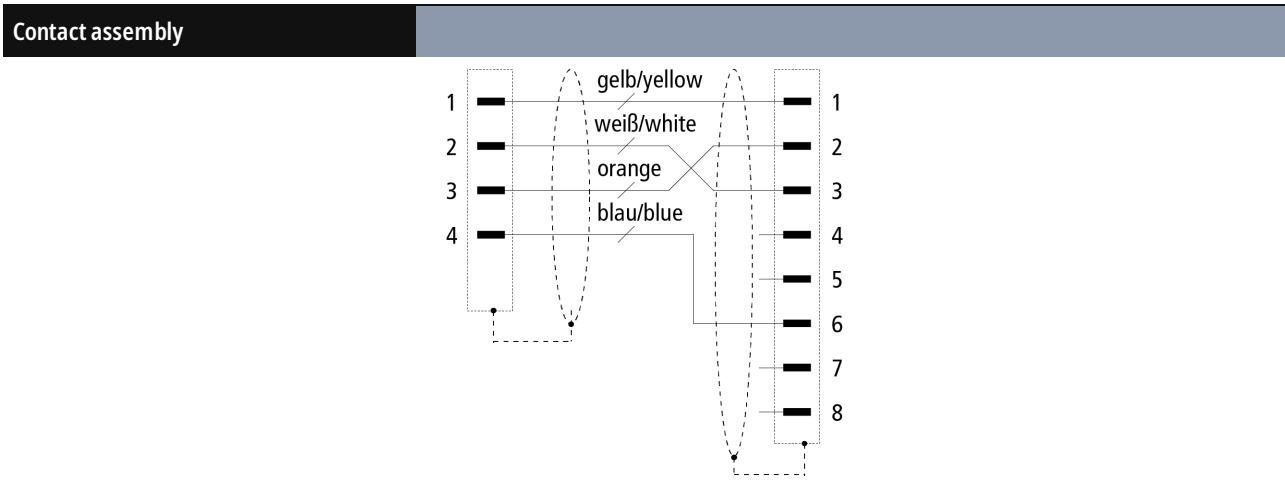 Contact assembly
gelb/yellow
1 1
weiß/white
2 2
orange
3 3
blau/blue
4 4
5
6
7
8